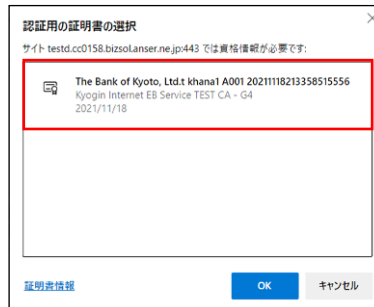 認証用の証明書の選択
サイト testd.cc0158.bizsol.anser.ne.jp:443 では資格情報が必要です:
The Bank of Kyoto, Ltd.t khana1 A001 20211118213358515556
Kyogin Internet EB Service TEST CA - G4
2021/11/18
証明書情報
OK
キャンセル